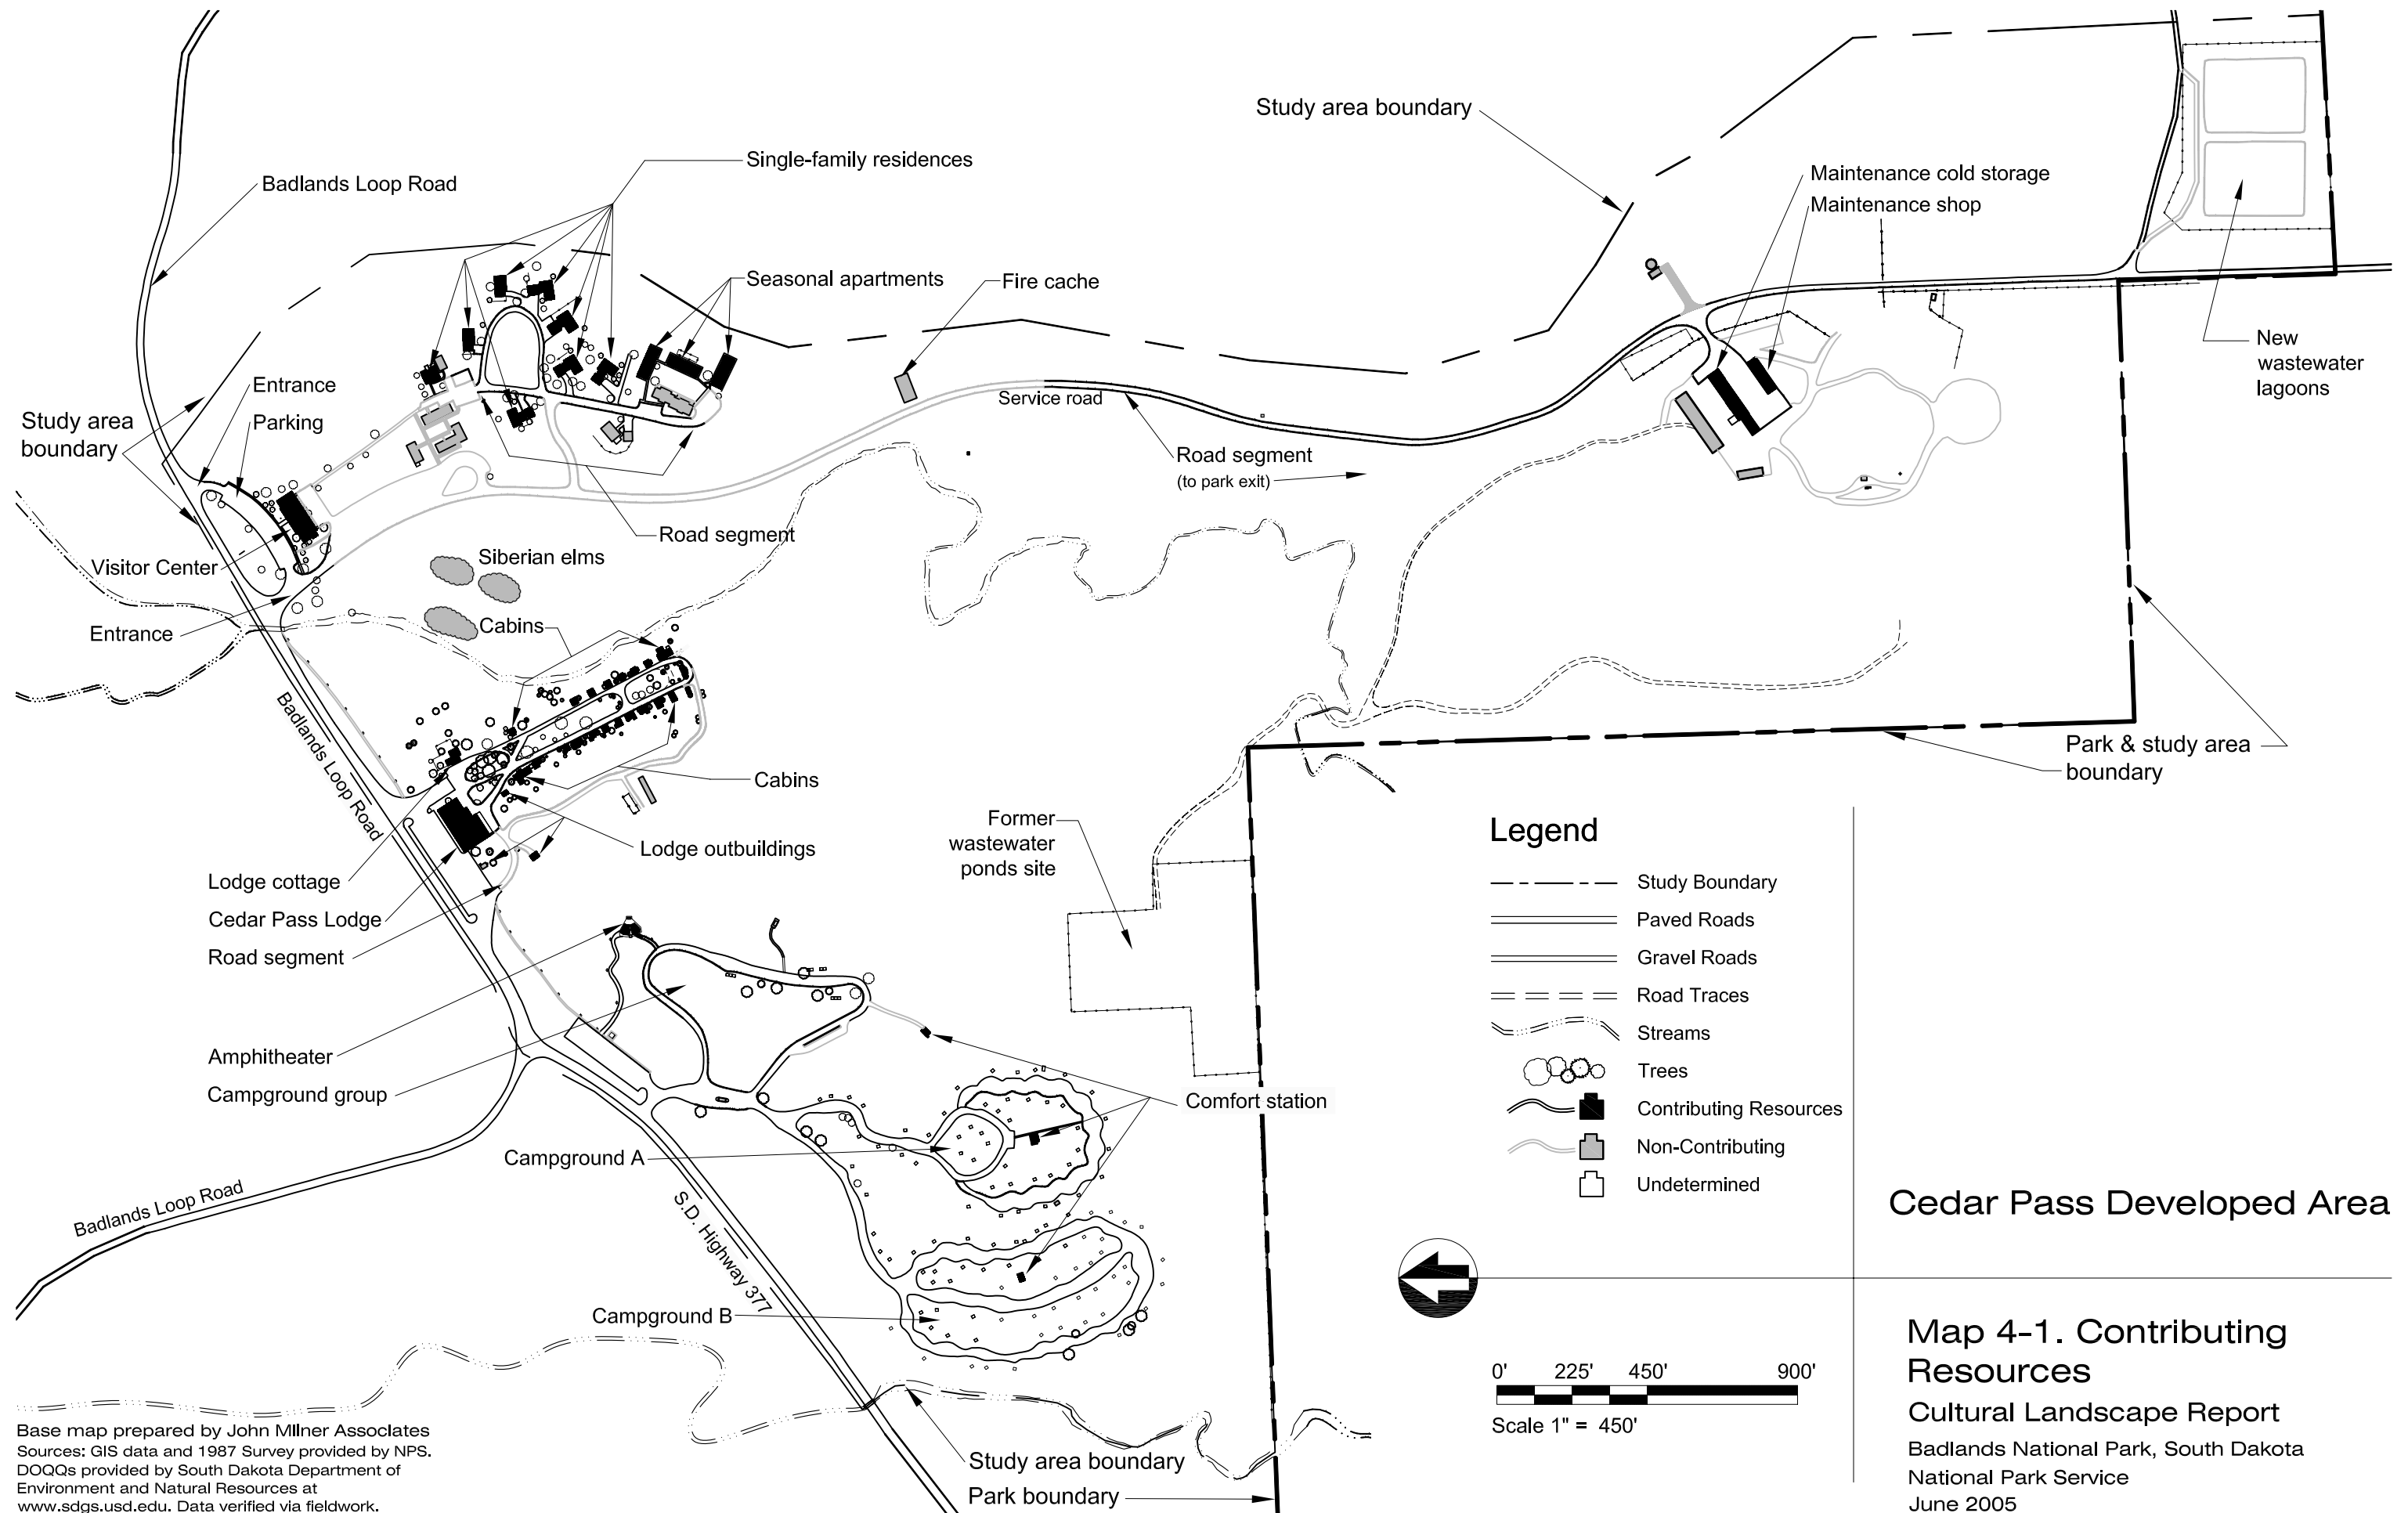 Study area boundary
Single-family residences
Badlands Loop Road
Maintenance cold storage
Maintenance shop
Seasonal apartments
Fire cache
New
wastewater
lagoons
Entrance
Parking
Study area
boundary
Service road
Road segment
(to park exit)
Road segment
Visitor Center
Siberian elms
Entrance
Cabins
Badlands Loop Road
Park & study area
boundary
Cabins
Former
wastewater
ponds site
Lodge outbuildings
Lodge cottage
Cedar Pass Lodge
Road segment
Amphitheater
Campground group
Comfort station
Campground A
Badlands Loop Road
S.D. Highway 377
Campground B
Study area boundary
Park boundary
Legend
Study Boundary
Paved Roads
Gravel Roads
Road Traces
Streams
Trees
Contributing Resources
Non-Contributing
Undetermined
0' 225' 450' 900'
Scale 1" = 450'
Cedar Pass Developed Area
Map 4-1. Contributing
Resources
Cultural Landscape Report
Badlands National Park, South Dakota
National Park Service
June 2005
Base map prepared by John Milner Associates
Sources: GIS data and 1987 Survey provided by NPS.
DOQQs provided by South Dakota Department of
Environment and Natural Resources at
www.sdgs.usd.edu. Data verified via fieldwork.